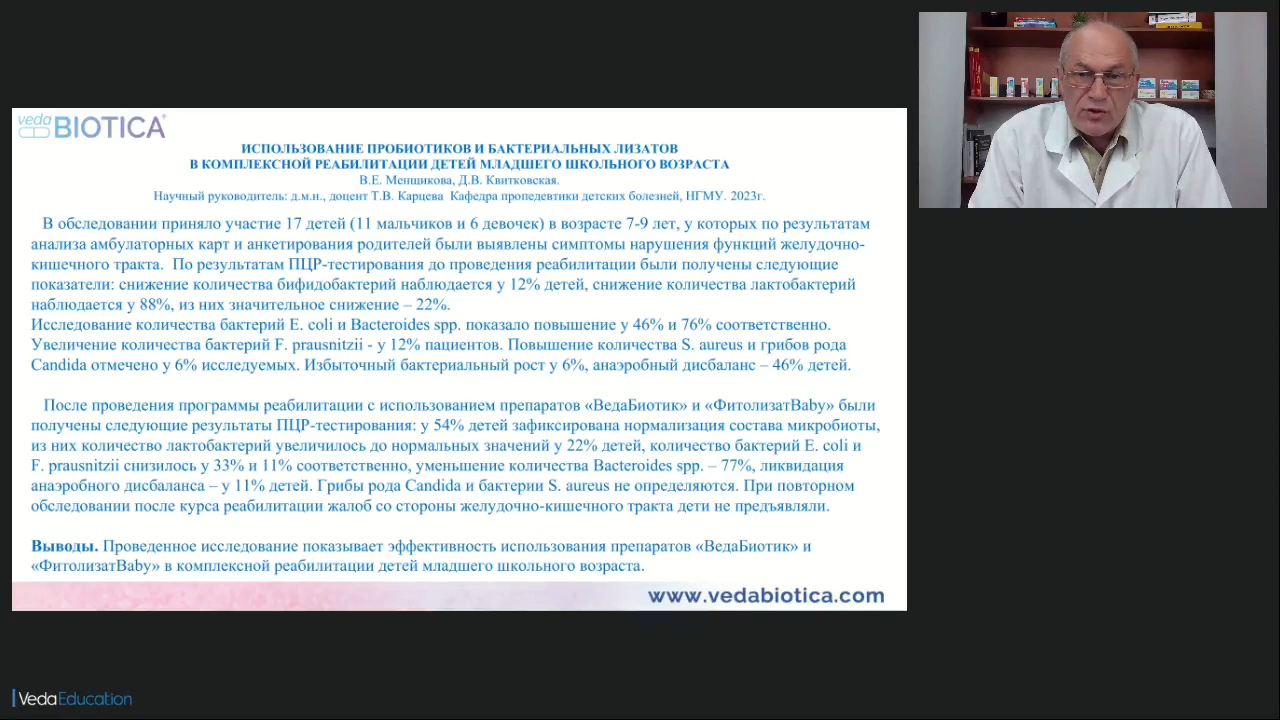 veda
BIOTICA
ИСПОЛЬЗОВАНИЕ ПРОБИОТИКОВ И БАКТЕРИАЛЬНЫХ ЛИЗАТОВ
В КОМПЛЕКСНОЙ РЕАБИЛИТАЦИИ ДЕТЕЙ МЛАДШЕГО ШКОЛЬНОГО ВОЗРАСТА
В.Е. Менщикова, Д.В. Квитковская.
Научный руководитель: д.м.н., доцент Т.В. Карцева Кафедра пропедевтики детских болезней, НГМУ. 2023г.
В обследовании приняло участие 17 детей (11 мальчиков и 6 девочек) в возрасте 7-9 лет, у которых по результатам
анализа амбулаторных карт и анкетирования родителей были выявлены симптомы нарушения функций желудочно-
кишечного тракта. По результатам ПЦР-тестирования до проведения реабилитации были получены следующие
показатели: снижение количества бифидобактерий наблюдается у 12% детей, снижение количества лактобактерий
наблюдается у 88%, из них значительное снижение – 22%.
Исследование количества бактерий E. coli и Bacteroides spp. показало повышение у 46% и 76% соответственно.
Увеличение количества бактерий F. prausnitzii - у 12% пациентов. Повышение количества S. aureus и грибов рода
Candida отмечено у 6% исследуемых. Избыточный бактериальный рост у 6%, анаэробный дисбаланс – 46% детей.
После проведения программы реабилитации с использованием препаратов «ВедаБиотик» и «ФитолизатBaby» были
получены следующие результаты ПЦР-тестирования: у 54% детей зафиксирована нормализация состава микробиоты,
из них количество лактобактерий увеличилось до нормальных значений у 22% детей, количество бактерий E. coli и
F. prausnitzii снизилось у 33% и 11% соответственно, уменьшение количества Bacteroides spp. – 77%, ликвидация
анаэробного дисбаланса – у 11% детей. Грибы рода Candida и бактерии S. aureus не определяются. При повторном
обследовании после курса реабилитации жалоб со стороны желудочно-кишечного тракта дети не предъявляли.
Выводы. Проведенное исследование показывает эффективность использования препаратов «ВедаБиотик» и
«ФитолизатBaby» в комплексной реабилитации детей младшего школьного возраста.
www.vedabiotica.com
VedaEducation